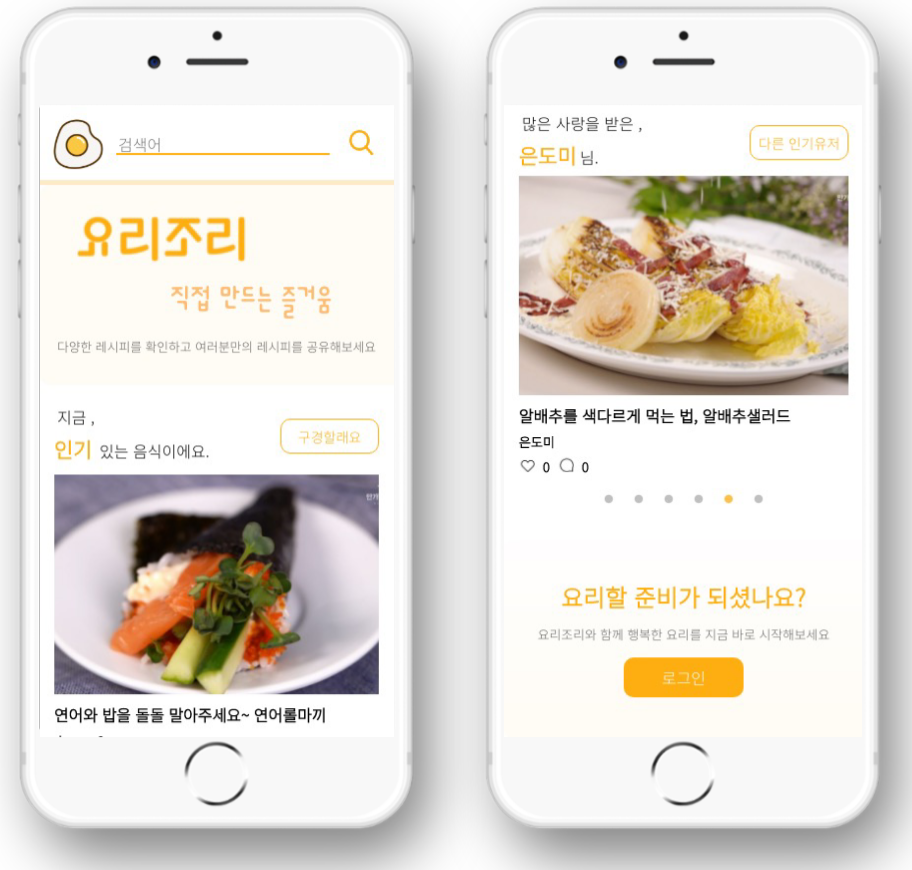 검색어
요리조리
직접 만드는 즐거움
다양한 레시피를 확인하고 여러분만의 레시피를 공유해보세요
지금 ,
인기 있는 음식이에요.
구경할래요
연어와 밥을 돌돌 말아주세요~ 연어롤마끼
많은 사랑을 받은 ,
은도미 님.
다른 인기유저
알배추를 색다르게 먹는 법, 알배추샐러드
은도미
0 0
요리할 준비가 되셨나요?
요리조리와 함께 행복한 요리를 지금 바로 시작해보세요
로그인